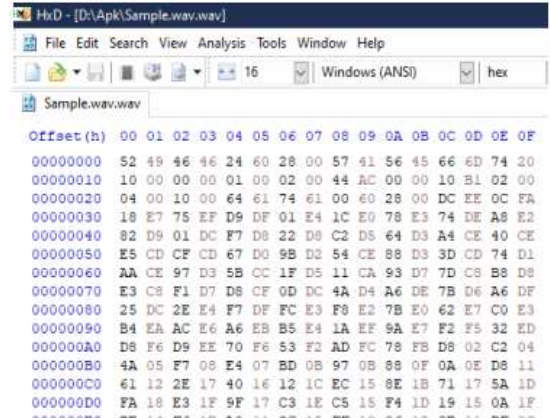 HxD - [D:\Apk\Sample.wav.wav]
File Edit Search View Analysis Tools Window Help
16 Windows (ANSI) hex
Sample.wav.wav
Offset(h) 00 01 02 03 04 05 06 07 08 09 0A 0B 0C 0D 0E 0F
00000000 52 49 46 46 24 60 28 00 57 41 56 45 66 6D 74 20
00000010 10 00 00 00 01 00 02 00 44 AC 00 00 10 B1 02 00
00000020 04 00 10 00 64 61 74 61 00 60 28 00 DC EE 0C FA
00000030 18 E7 75 EF D9 DF 01 E4 1C E0 78 E3 74 DE A8 E2
00000040 82 D9 01 DC F7 D8 22 D8 C2 D5 64 D3 A4 CE 40 CE
00000050 E5 CD CF CD 67 D0 9B D2 54 CE 88 D3 3D CD 74 D1
00000060 AA CE 97 D3 5B CC 1F D5 11 CA 93 D7 7D C8 B8 D8
00000070 E3 C8 F1 D7 D8 CF 0D DC 4A D4 A6 DE 7B D6 A6 DF
00000080 25 DC 2E E4 F7 DF FC E3 F8 E2 7B E0 62 E7 C0 E3
00000090 B4 EA AC E6 A6 EB B5 E4 1A EF 9A E7 F2 F5 32 ED
000000A0 D8 F6 D9 EE 70 F6 53 F2 AD FC 78 FB D8 02 C2 04
000000B0 4A 05 F7 08 E4 07 BD 0B 97 0B 88 0F 0A 0E D8 11
000000C0 61 12 2E 17 40 16 12 1C EC 15 8E 1B 71 17 5A 1D
000000D0 FA 18 E3 1F 9F 17 C3 1E C5 15 F4 1D 19 15 0A 1F